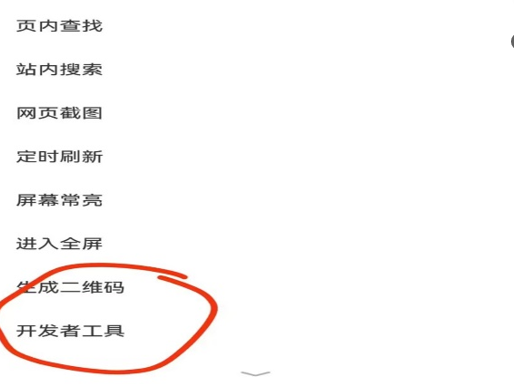 页内查找
站内搜索
网页截图
定时刷新
屏幕常亮
进入全屏
生成二维码
开发者工具